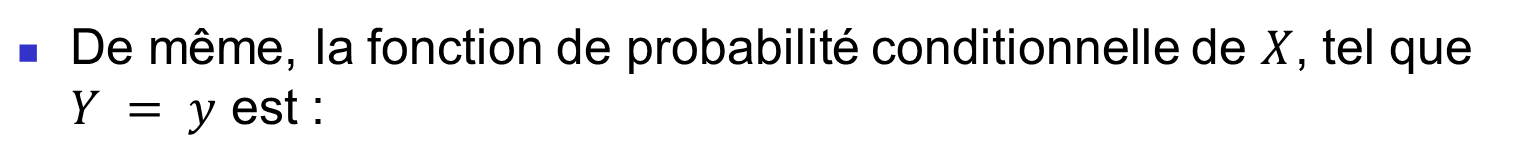 ▪ De même, la fonction de probabilité conditionnelle de X, tel que
Y = y est :